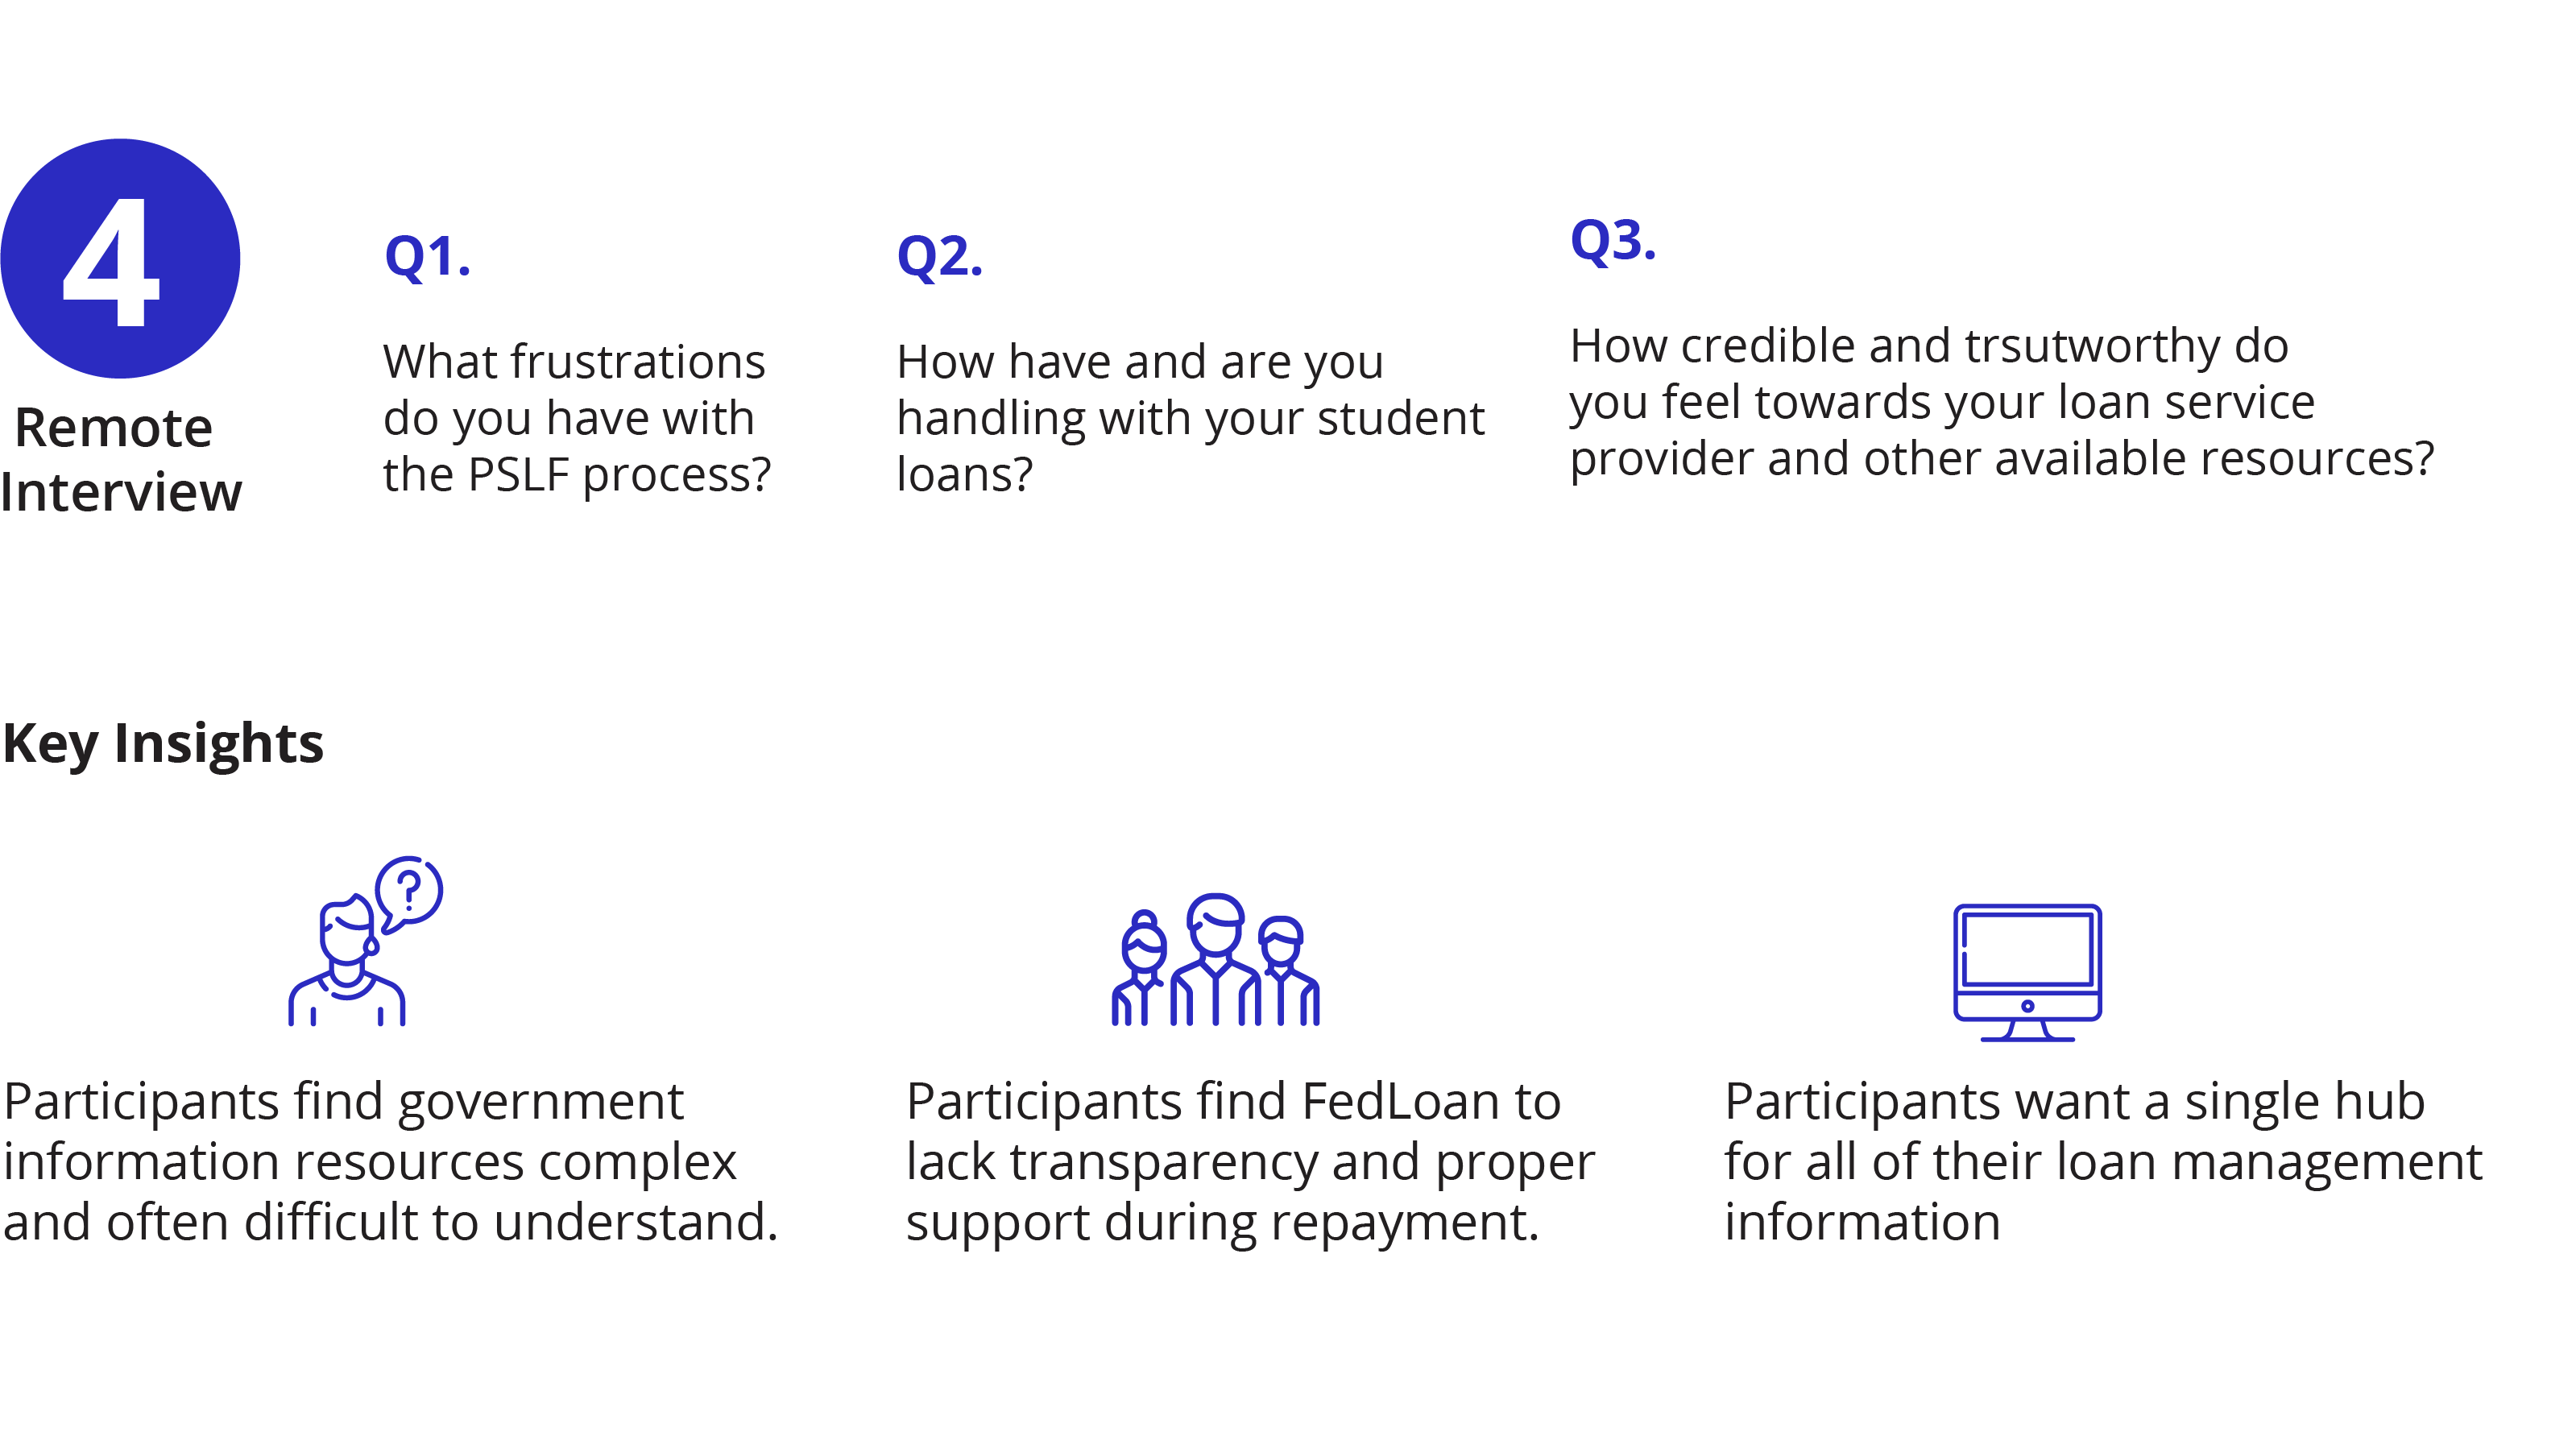 4
Remote
Interview
Q1.
What frustrations
do you have with
the PSLF process?
Q2.
How have and are you
handling with your student
loans?
Q3.
How credible and trsutworthy do
you feel towards your loan service
provider and other available resources?
Key Insights
?
Participants find government
information resources complex
and often difficult to understand.
Participants find FedLoan to
lack transparency and proper
support during repayment.
Participants want a single hub
for all of their loan management
information